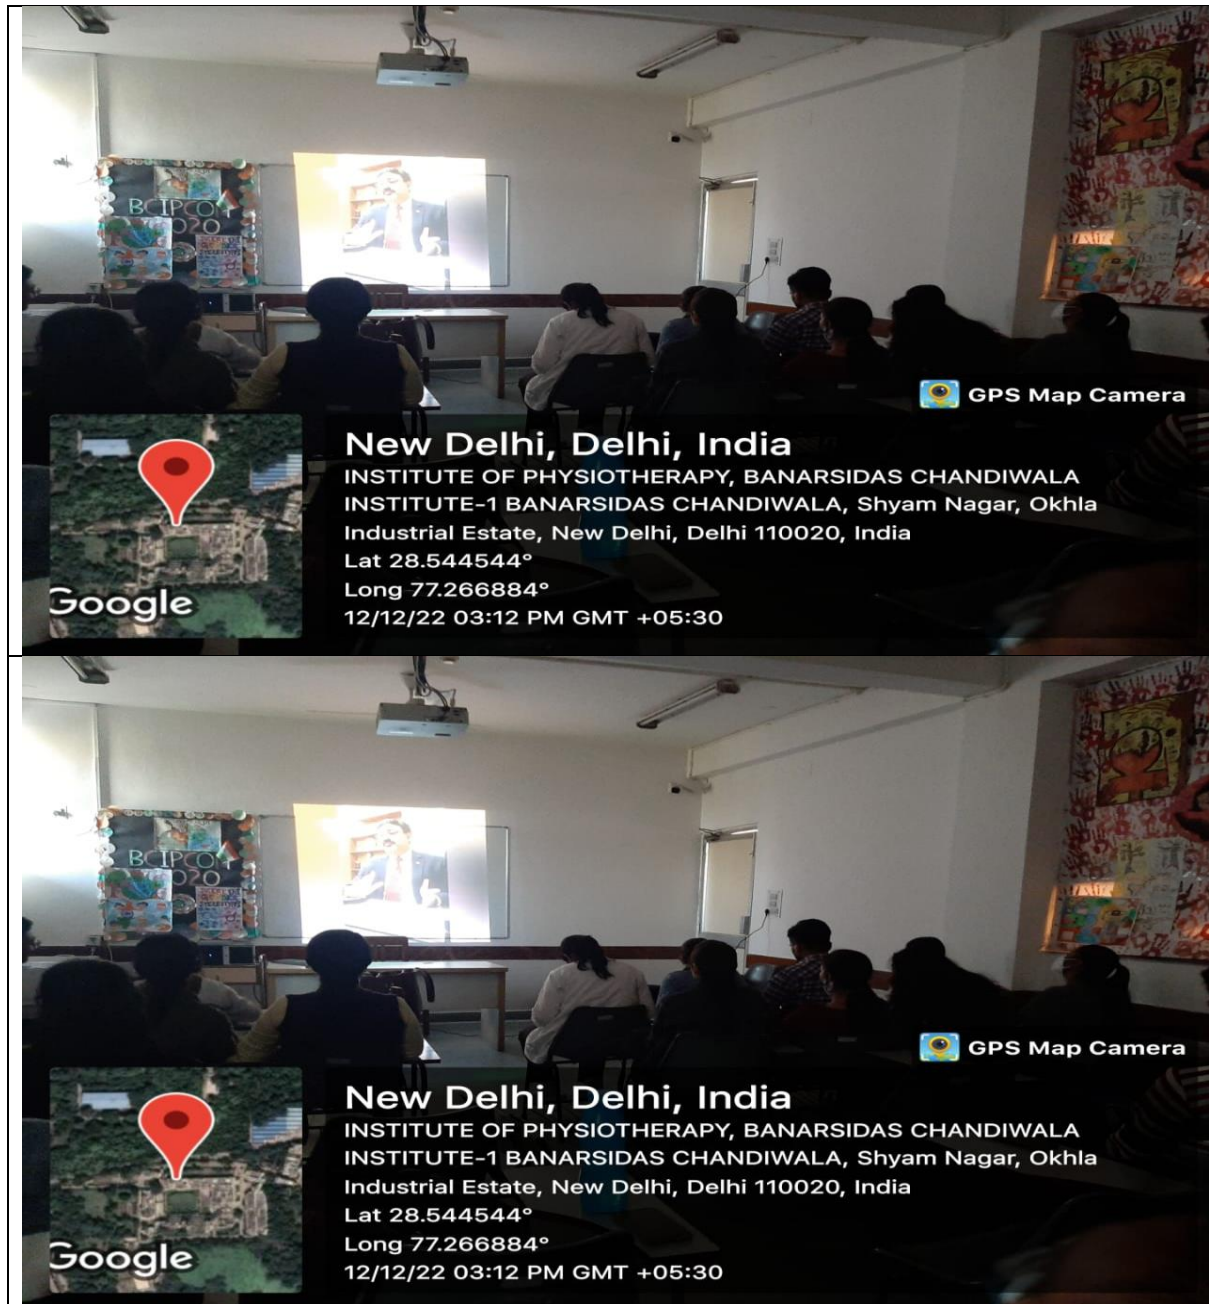 BCIPCON
2020
GPS Map Camera
New Delhi, Delhi, India
INSTITUTE OF PHYSIOTHERAPY, BANARSIDAS CHANDIWALA
INSTITUTE-1 BANARSIDAS CHANDIWALA, Shyam Nagar, Okhla
Industrial Estate, New Delhi, Delhi 110020, India
Lat 28.544544°
Long 77.266884°
12/12/22 03:12 PM GMT +05:30
Google
BCIPCON
2020
GPS Map Camera
New Delhi, Delhi, India
INSTITUTE OF PHYSIOTHERAPY, BANARSIDAS CHANDIWALA
INSTITUTE-1 BANARSIDAS CHANDIWALA, Shyam Nagar, Okhla
Industrial Estate, New Delhi, Delhi 110020, India
Lat 28.544544°
Long 77.266884°
12/12/22 03:12 PM GMT +05:30
Google